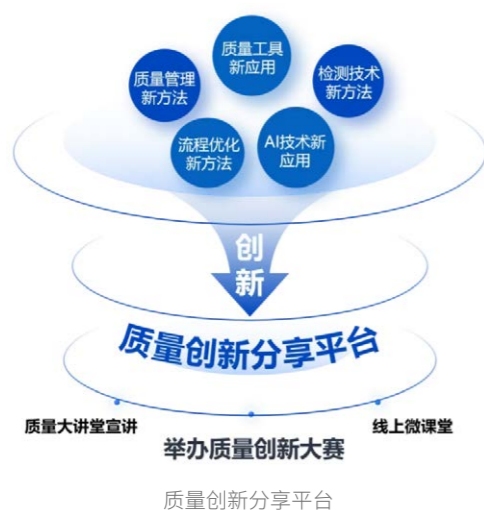 质量工具
新应用
质量管理
新方法
检测技术
新方法
流程优化
新方法
AI技术新
应用
创
新
质量创新分享平台
质量大讲堂宣讲
线上微课堂
举办质量创新大赛
质量创新分享平台